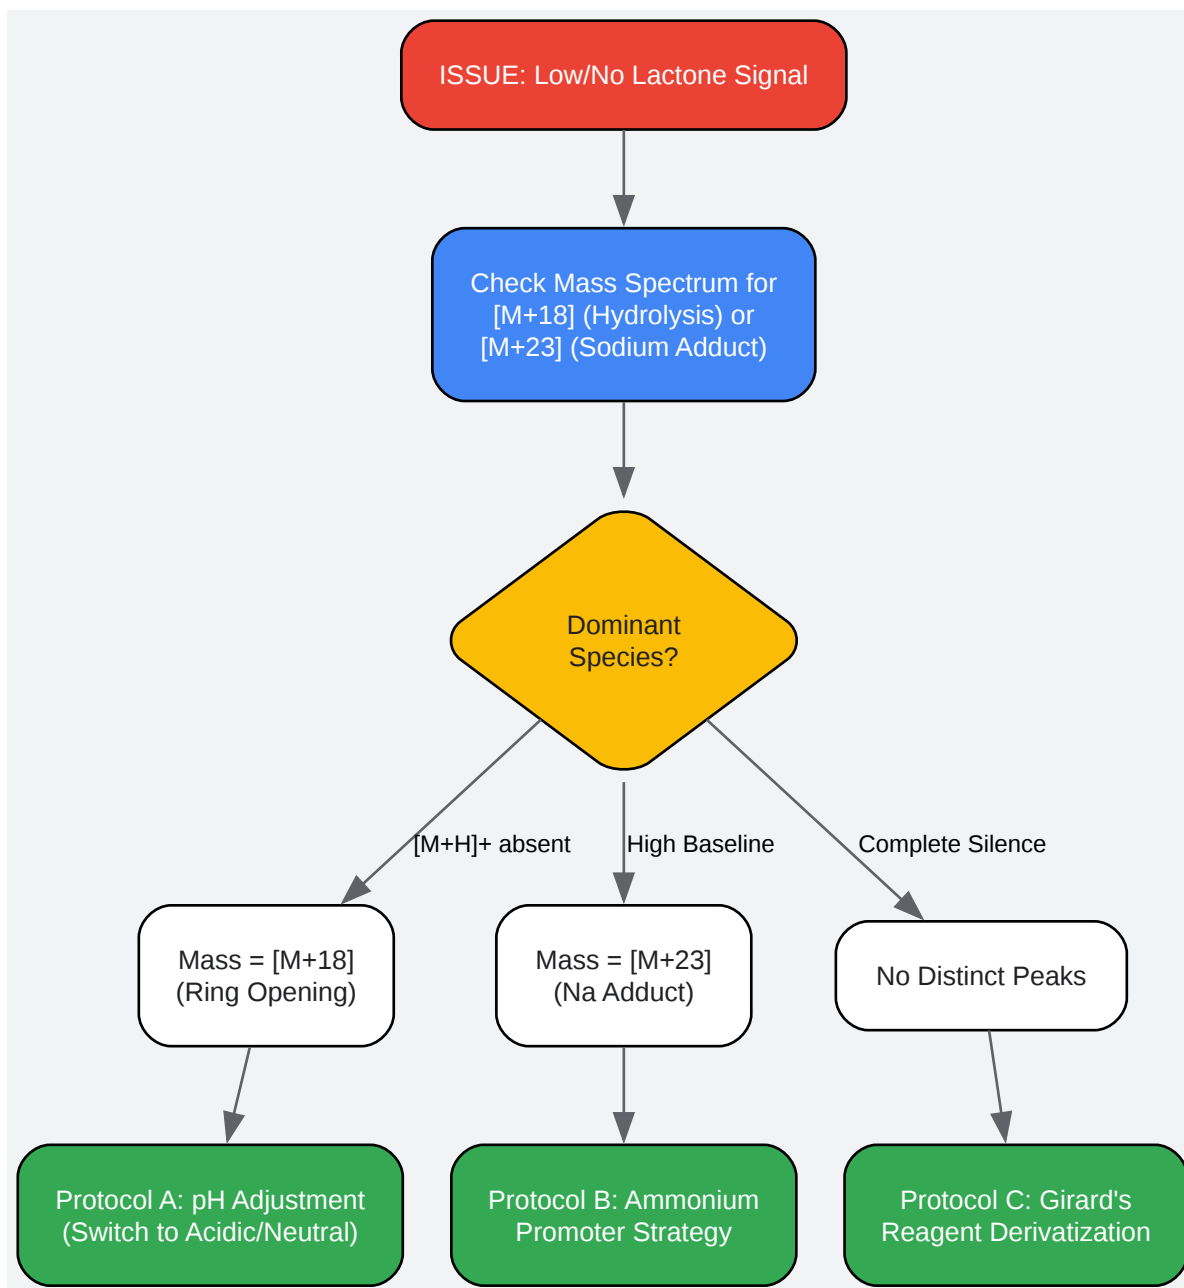 ISSUE: Low/No Lactone Signal
Check Mass Spectrum for
[M+18] (Hydrolysis) or
[M+23] (Sodium Adduct)
Dominant
Species?
[M+H]+ absent
High Baseline
Complete Silence
Mass = [M+18]
(Ring Opening)
Mass = [M+23]
(Na Adduct)
No Distinct Peaks
Protocol A: pH Adjustment
(Switch to Acidic/Neutral)
Protocol B: Ammonium
Promoter Strategy
Protocol C: Girard's
Reagent Derivatization